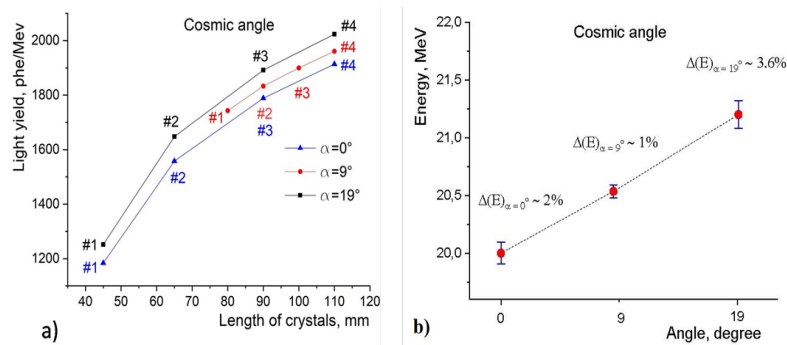 Cosmic angle
Light yield, phe/Mev
2000
1800
1600
1400
1200
#4
#4
#4
#3
#3
#2
#3
#1
#2
#2
#1
#1
α=0°
α=9°
α=19°
40 50 60 70 80 90 100 110 120
Length of crystals, mm
a)
Cosmic angle
Energy, MeV
22,0
21,5
21,0
20,5
20,0
Δ(E)α = 19° ~ 3.6%
Δ(E)α = 9° ~ 1%
Δ(E)α = 0° ~ 2%
0 9 19
Angle, degree
b)